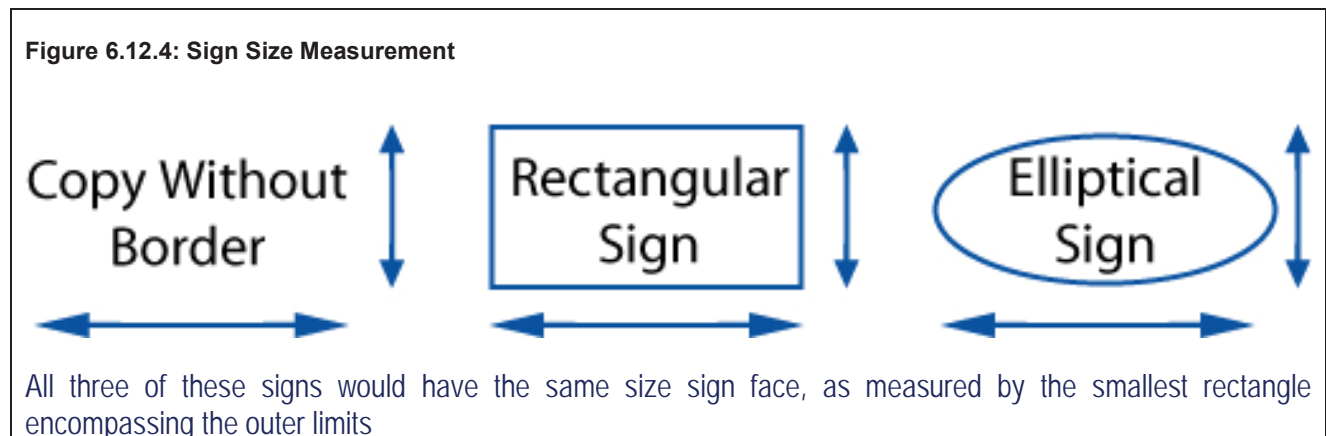 Figure 6.12.4: Sign Size Measurement
Copy Without
Border
Rectangular
Sign
Elliptical
Sign
All three of these signs would have the same size sign face, as measured by the smallest rectangle
encompassing the outer limits